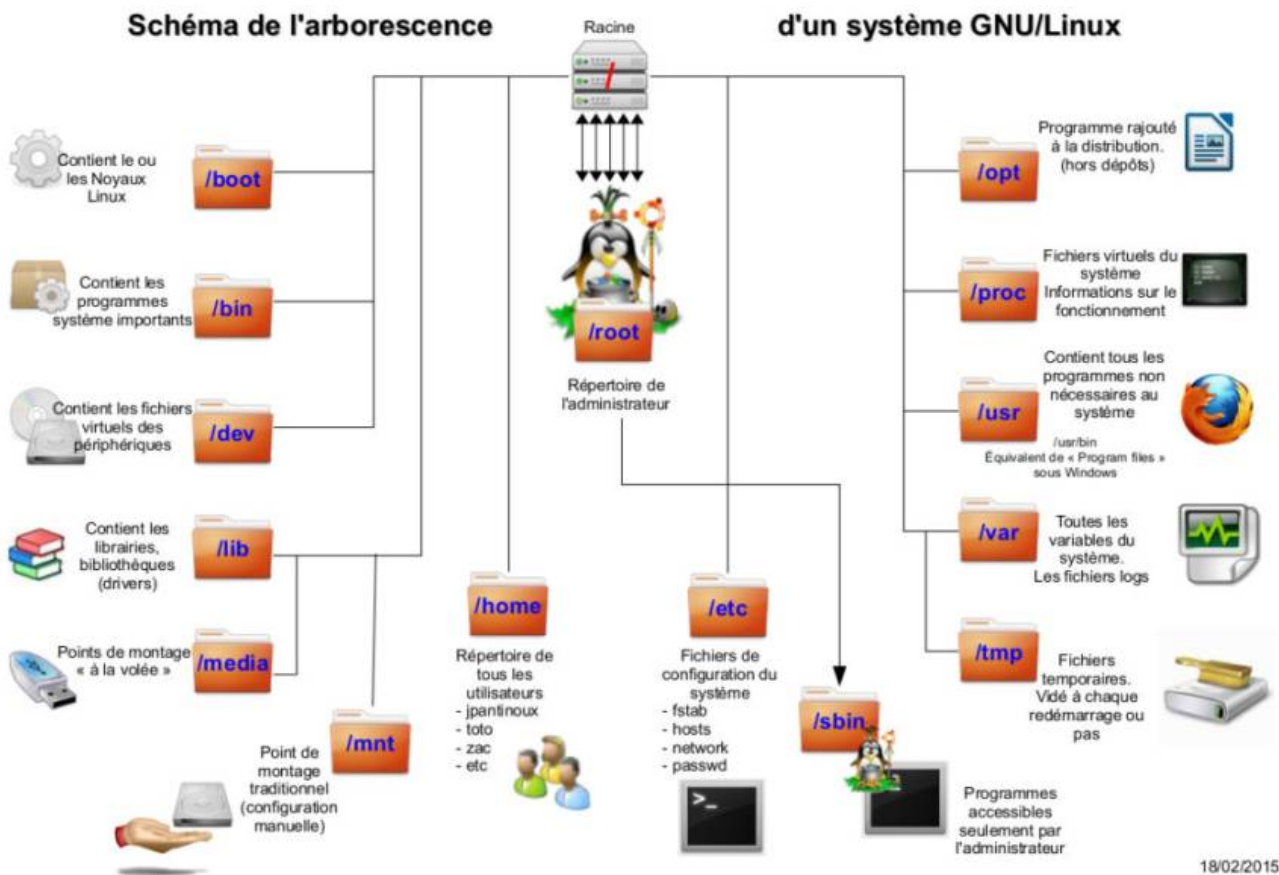 Schéma de l'arborescence
d'un système GNU/Linux
Racine
/
Contient le ou
les Noyaux
Linux
/boot
Contient les
programmes
système importants
/bin
Contient les fichiers
virtuels des
périphériques
/dev
Contient les
librairies,
bibliothèques
(drivers)
/lib
Points de montage
« à la volée »
/media
Point de
montage
traditionnel
(configuration
manuelle)
/mnt
/home
Répertoire de
tous les
utilisateurs
- jpantinoux
- toto
- zac
- etc
/root
Répertoire de
l'administrateur
/etc
Fichiers de
configuration du
système
- fstab
- hosts
- network
- passwd
>_
/sbin
Programmes
accessibles
seulement par
l'administrateur
/opt
Programme rajouté
à la distribution.
(hors dépôts)
/proc
Fichiers virtuels du
système
Informations sur le
fonctionnement
/usr
Contient tous les
programmes non
nécessaires au
système
/usr/bin
Équivalent de « Program files »
sous Windows
/var
Toutes les
variables du
système.
Les fichiers logs
/tmp
Fichiers
temporaires.
Vidé à chaque
redémarrage ou
pas
18/02/2015